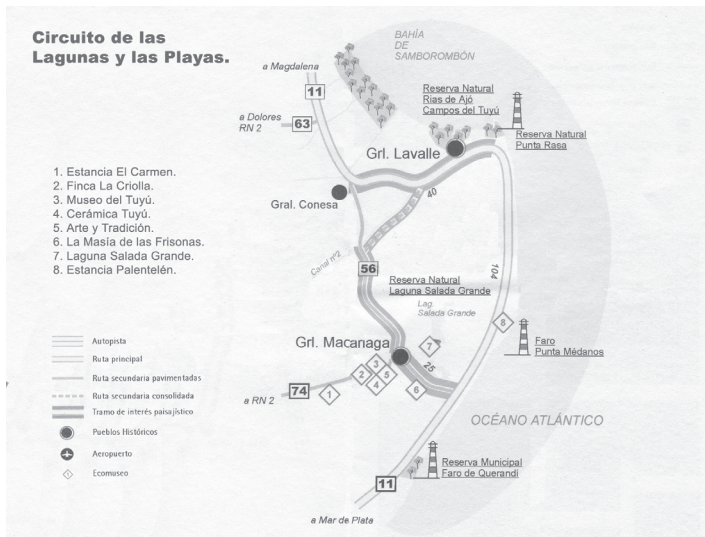 Circuito de las
Lagunas y las Playas.
BAHÍA
DE
SAMBOROMBÓN
a Magdalena
11
a Dolores
RN 2
63
Reserva Natural
Rias de Ajó
Campos del Tuyú
Reserva Natural
Punta Rasa
Grl. Lavalle
Gral. Conesa
40
1. Estancia El Carmen.
2. Finca La Criolla.
3. Museo del Tuyú.
4. Cerámica Tuyú.
5. Arte y Tradición.
6. La Masía de las Frisonas.
7. Laguna Salada Grande.
8. Estancia Palentelén.
Canal nº2
56
104
Reserva Natural
Laguna Salada Grande
Lag.
Salada Grande
8
Faro
Punta Médanos
Grl. Macariaga
7
25
3
2
5
4
6
1
a RN 2
74
Autopista
Ruta principal
Ruta secundaria pavimentadas
Ruta secundaria consolidada
Tramo de interés paisajístico
Pueblos Históricos
Aeropuerto
1
Ecomuseo
OCÉANO ATLÁNTICO
Reserva Municipal
Faro de Querandí
11
a Mar de Plata